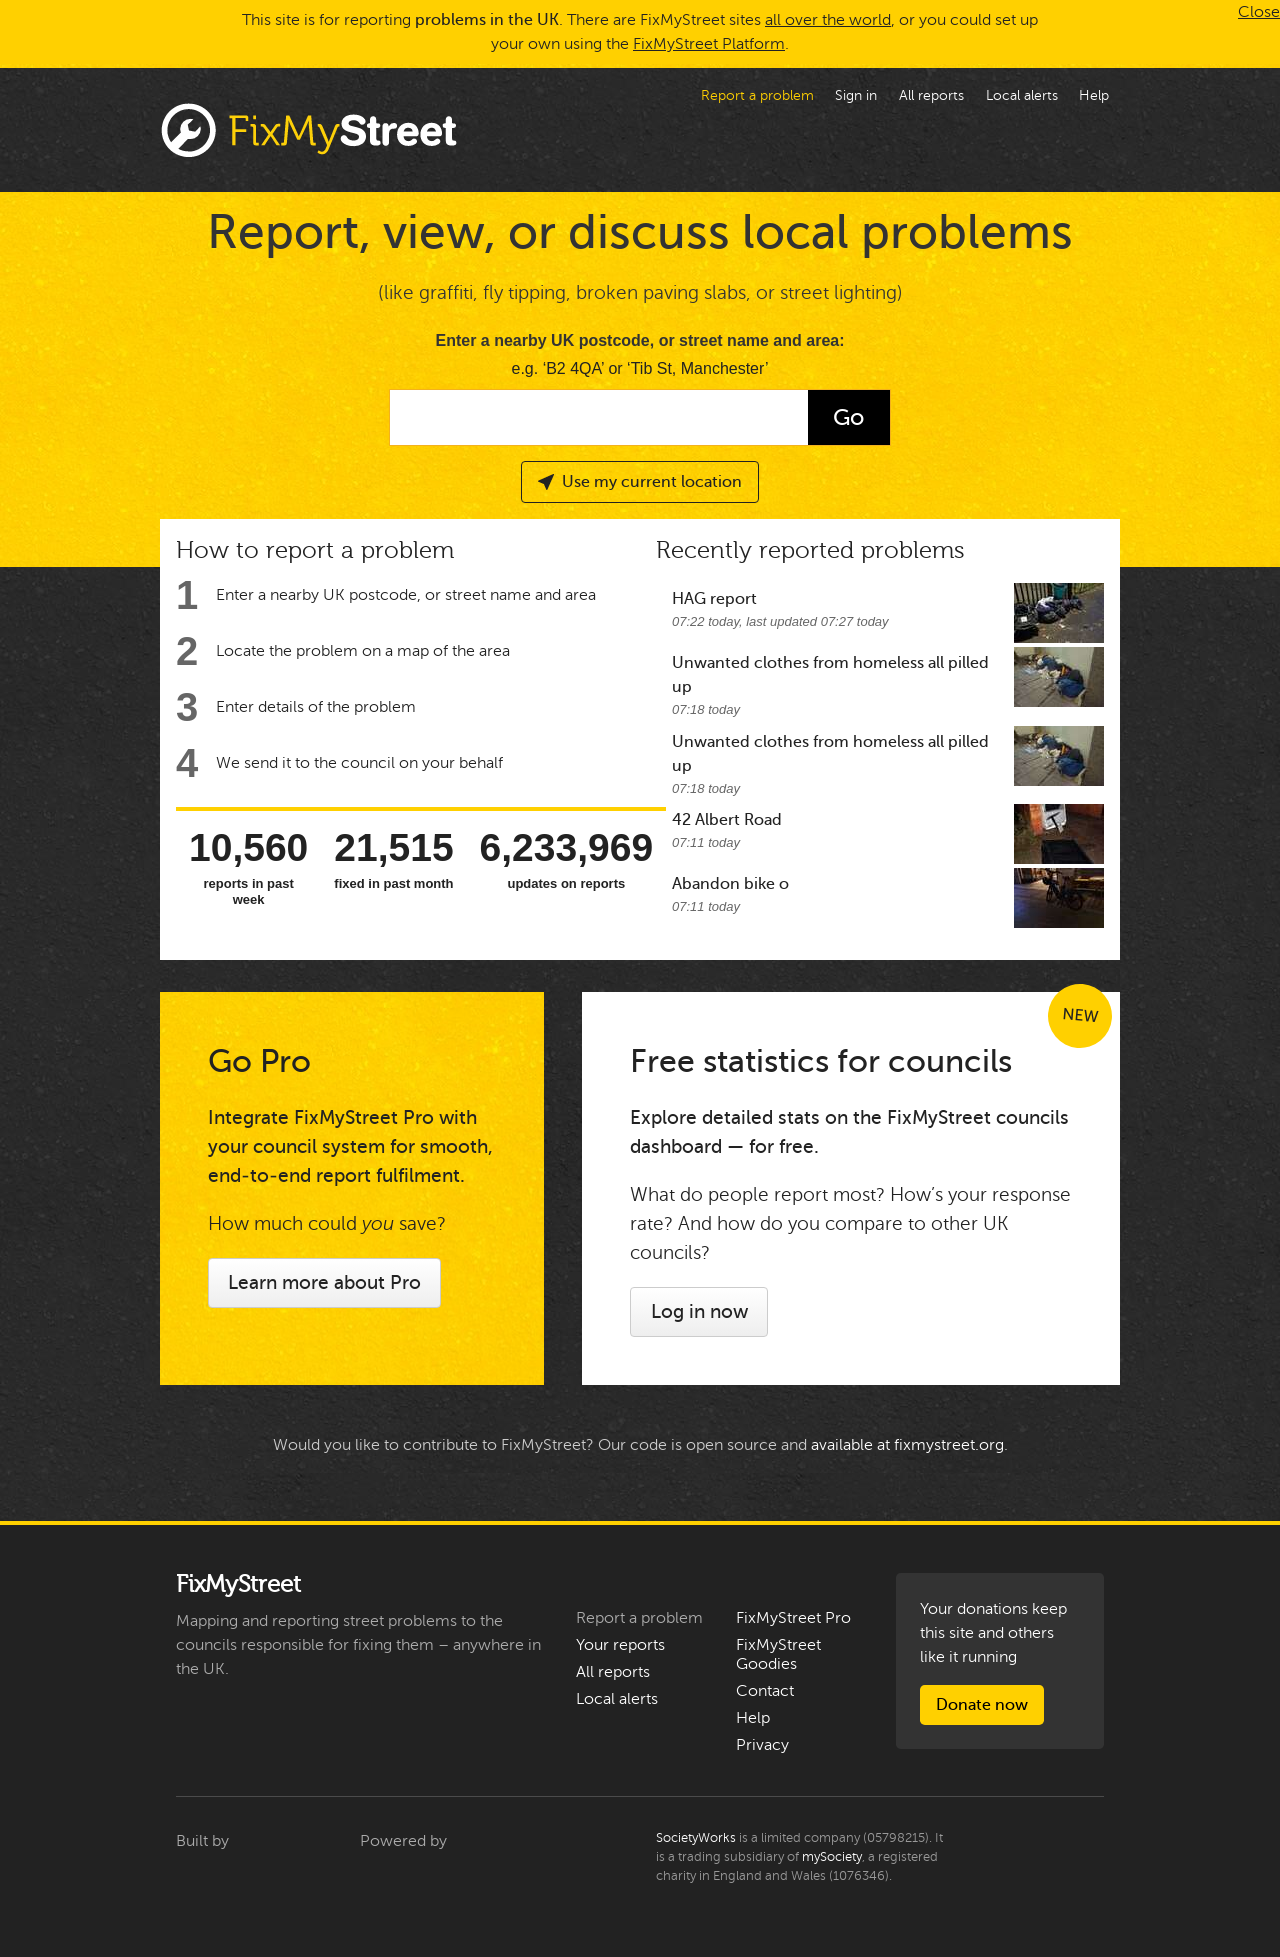 This site is for reporting problems in the UK. There are FixMyStreet sites all over the world, or you could set up
your own using the FixMyStreet Platform.
Close
Report a problem
Sign in
All reports
Local alerts
Help
FixMyStreet
Report, view, or discuss local problems
(like graffiti, fly tipping, broken paving slabs, or street lighting)
Enter a nearby UK postcode, or street name and area:
e.g. ‘B2 4QA’ or ‘Tib St, Manchester’
Go
Use my current location
How to report a problem
1 Enter a nearby UK postcode, or street name and area
2 Locate the problem on a map of the area
3 Enter details of the problem
4 We send it to the council on your behalf
10,560
reports in past
week
21,515
fixed in past month
6,233,969
updates on reports
Recently reported problems
HAG report
07:22 today, last updated 07:27 today
Unwanted clothes from homeless all pilled
up
07:18 today
Unwanted clothes from homeless all pilled
up
07:18 today
42 Albert Road
07:11 today
Abandon bike o
07:11 today
Go Pro
Integrate FixMyStreet Pro with
your council system for smooth,
end-to-end report fulfilment.
How much could you save?
Learn more about Pro
NEW
Free statistics for councils
Explore detailed stats on the FixMyStreet councils
dashboard — for free.
What do people report most? How’s your response
rate? And how do you compare to other UK
councils?
Log in now
Would you like to contribute to FixMyStreet? Our code is open source and available at fixmystreet.org.
FixMyStreet
Mapping and reporting street problems to the
councils responsible for fixing them – anywhere in
the UK.
Report a problem
Your reports
All reports
Local alerts
FixMyStreet Pro
FixMyStreet
Goodies
Contact
Help
Privacy
Your donations keep
this site and others
like it running
Donate now
Built by
Powered by
SocietyWorks is a limited company (05798215). It
is a trading subsidiary of mySociety, a registered
charity in England and Wales (1076346).